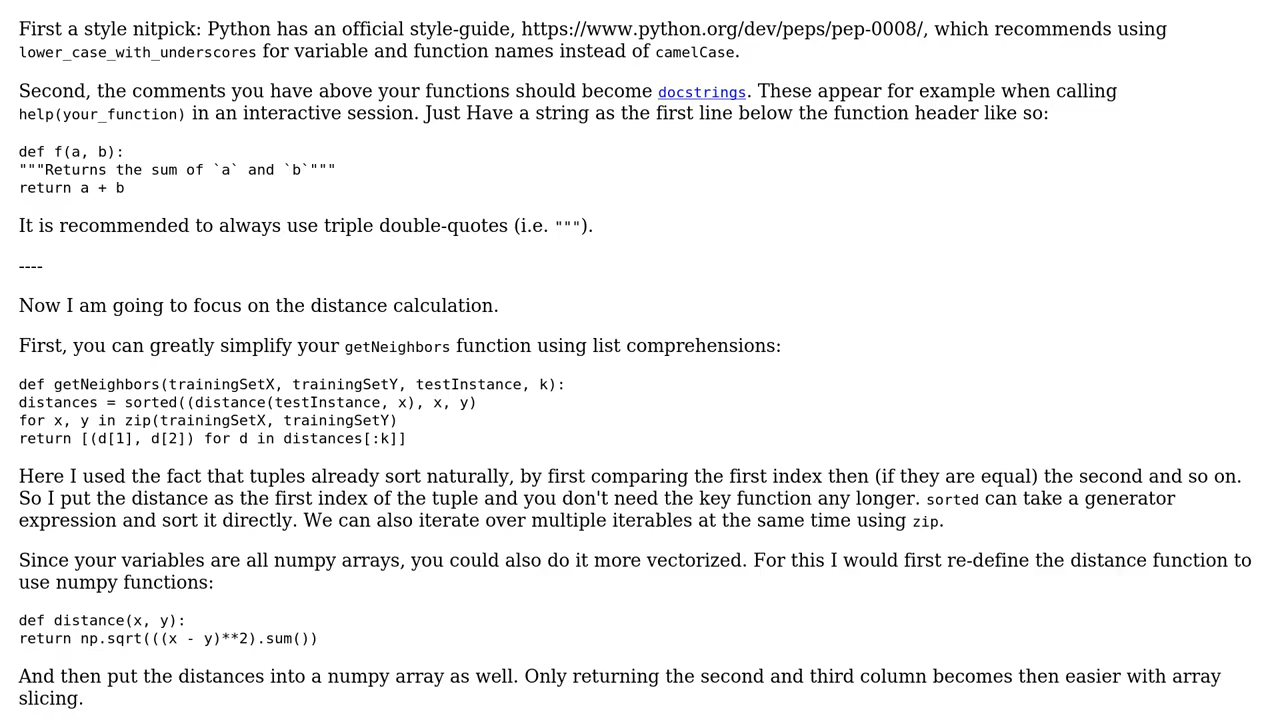 First a style nitpick: Python has an official style-guide, https://www.python.org/dev/peps/pep-0008/, which recommends using
lower_case_with_underscores for variable and function names instead of camelCase.
Second, the comments you have above your functions should become docstrings. These appear for example when calling
help(your_function) in an interactive session. Just Have a string as the first line below the function header like so:
def f(a, b):
"""Returns the sum of `a` and `b`"""
return a + b
It is recommended to always use triple double-quotes (i.e. """).
----
Now I am going to focus on the distance calculation.
First, you can greatly simplify your getNeighbors function using list comprehensions:
def getNeighbors(trainingSetX, trainingSetY, testInstance, k):
distances = sorted((distance(testInstance, x), x, y)
for x, y in zip(trainingSetX, trainingSetY)
return [(d[1], d[2]) for d in distances[:k]]
Here I used the fact that tuples already sort naturally, by first comparing the first index then (if they are equal) the second and so on.
So I put the distance as the first index of the tuple and you don't need the key function any longer. sorted can take a generator
expression and sort it directly. We can also iterate over multiple iterables at the same time using zip.
Since your variables are all numpy arrays, you could also do it more vectorized. For this I would first re-define the distance function to
use numpy functions:
def distance(x, y):
return np.sqrt(((x - y)**2).sum())
And then put the distances into a numpy array as well. Only returning the second and third column becomes then easier with array
slicing.